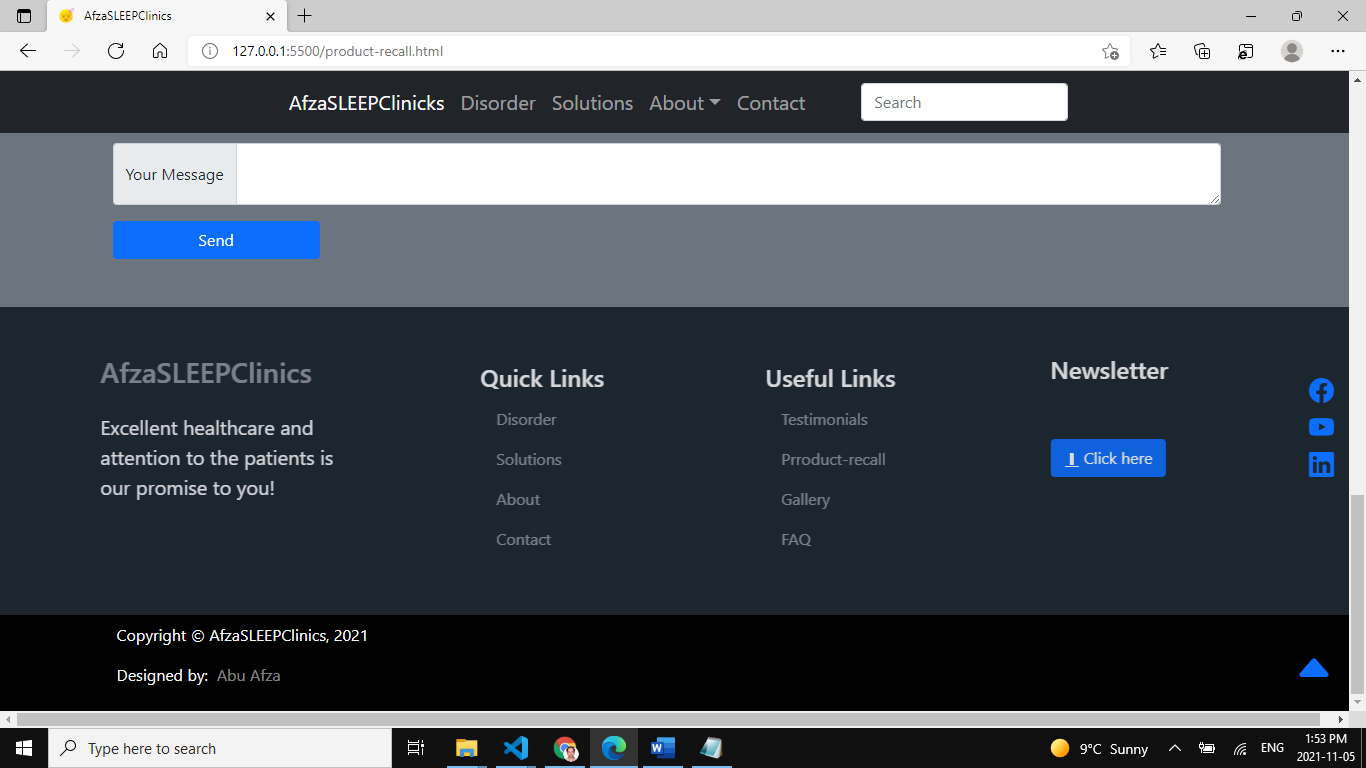 AfzaSLEEPClinics
127.0.0.1:5500/product-recall.html
AfzaSLEEPClinicks Disorder Solutions About Contact Search
Your Message
Send
AfzaSLEEPClinics
Excellent healthcare and
attention to the patients is
our promise to you!
Quick Links
Disorder
Solutions
About
Contact
Useful Links
Testimonials
Prroduct-recall
Gallery
FAQ
Newsletter
Click here
Copyright © AfzaSLEEPClinics, 2021
Designed by: Abu Afza
Type here to search
9°C Sunny
ENG
1:53 PM
2021-11-05